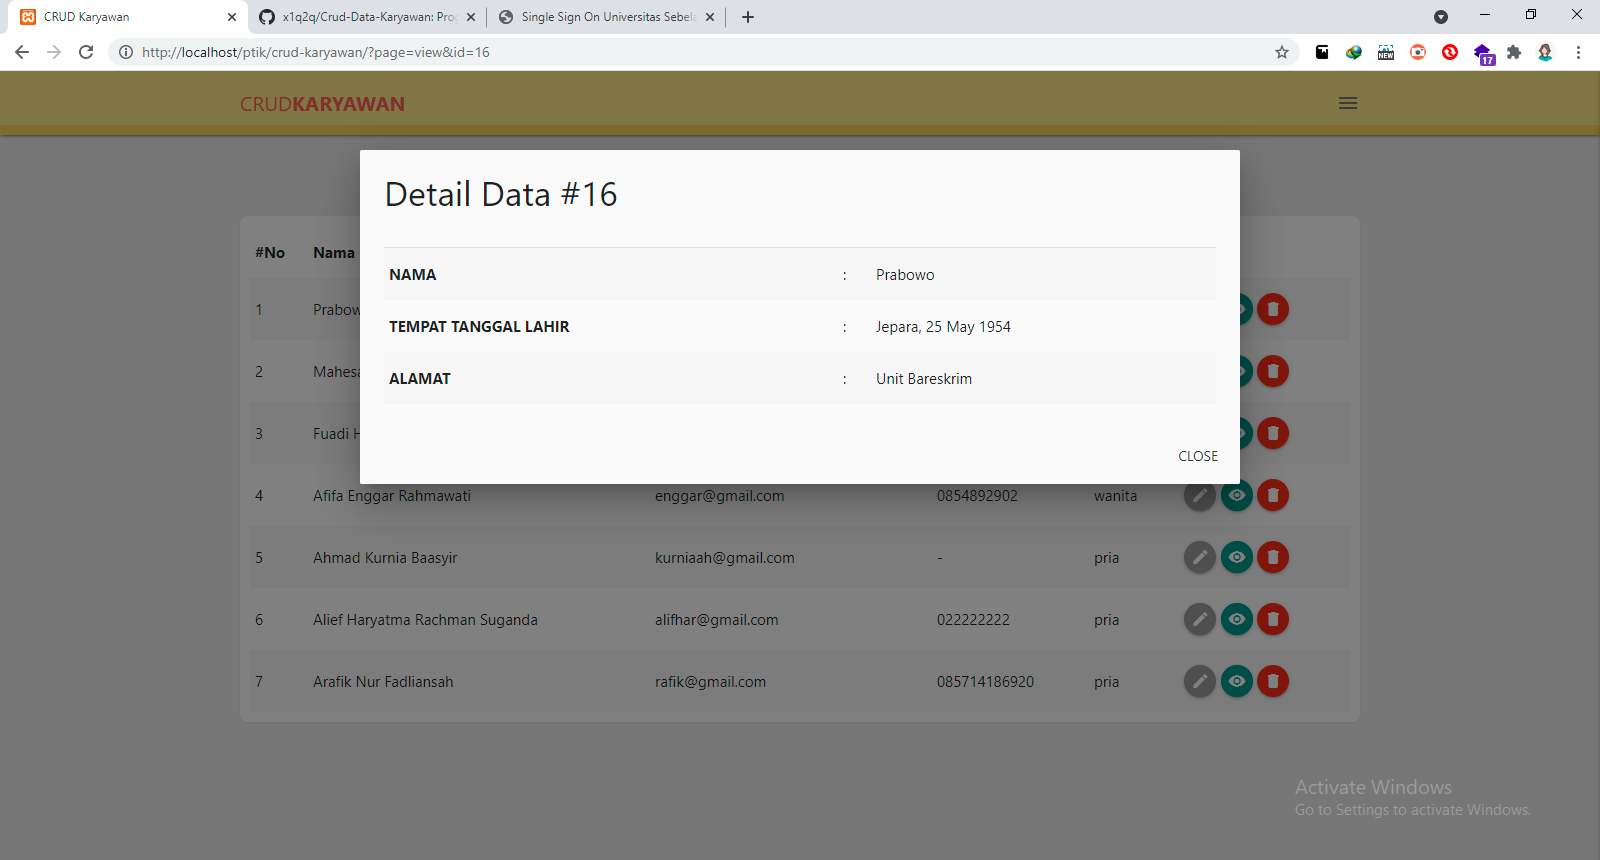 CRUD Karyawan
x1q2q/Crud-Data-Karyawan: Pro
Single Sign On Universitas Sebel
http://localhost/ptik/crud-karyawan/?page=view&id=16
NEW
17
CRUDKARYAWAN
Detail Data #16
NAMA : Prabowo
TEMPAT TANGGAL LAHIR : Jepara, 25 May 1954
ALAMAT : Unit Bareskrim
CLOSE
#No Nama
1 Prabow
2 Mahesa
3 Fuadi H
4 Afifa Enggar Rahmawati enggar@gmail.com 0854892902 wanita
5 Ahmad Kurnia Baasyir kurniaah@gmail.com - pria
6 Alief Haryatma Rachman Suganda alifhar@gmail.com 022222222 pria
7 Arafik Nur Fadliansah rafik@gmail.com 085714186920 pria
Activate Windows
Go to Settings to activate Windows.